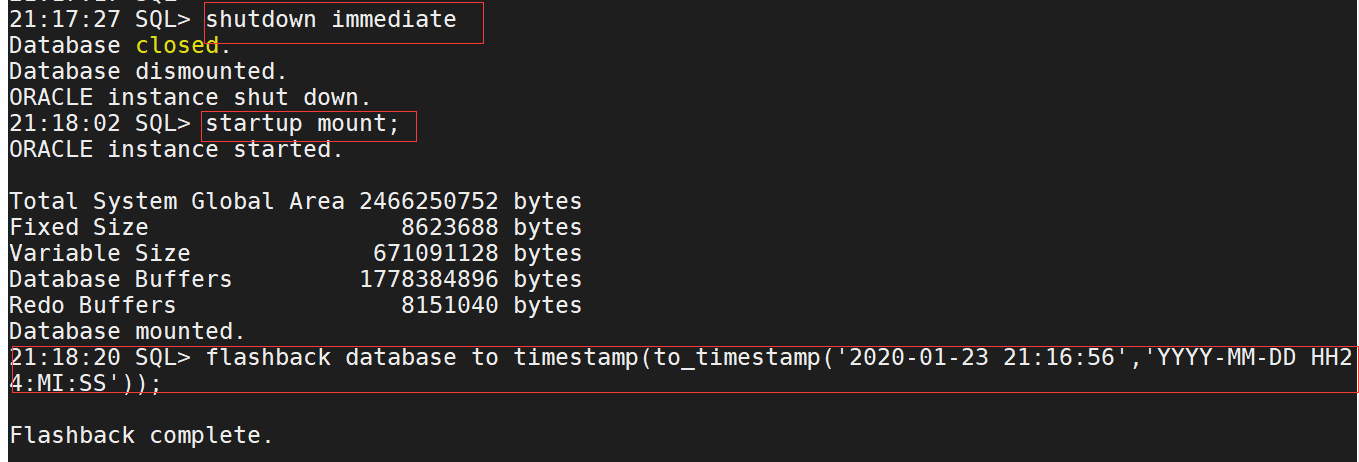 21:17:27 SQL> shutdown immediate
Database closed.
Database dismounted.
ORACLE instance shut down.
21:18:02 SQL> startup mount;
ORACLE instance started.
Total System Global Area 2466250752 bytes
Fixed Size 8623688 bytes
Variable Size 671091128 bytes
Database Buffers 1778384896 bytes
Redo Buffers 8151040 bytes
Database mounted.
21:18:20 SQL> flashback database to timestamp(to_timestamp('2020-01-23 21:16:56','YYYY-MM-DD HH2
4:MI:SS'));
Flashback complete.